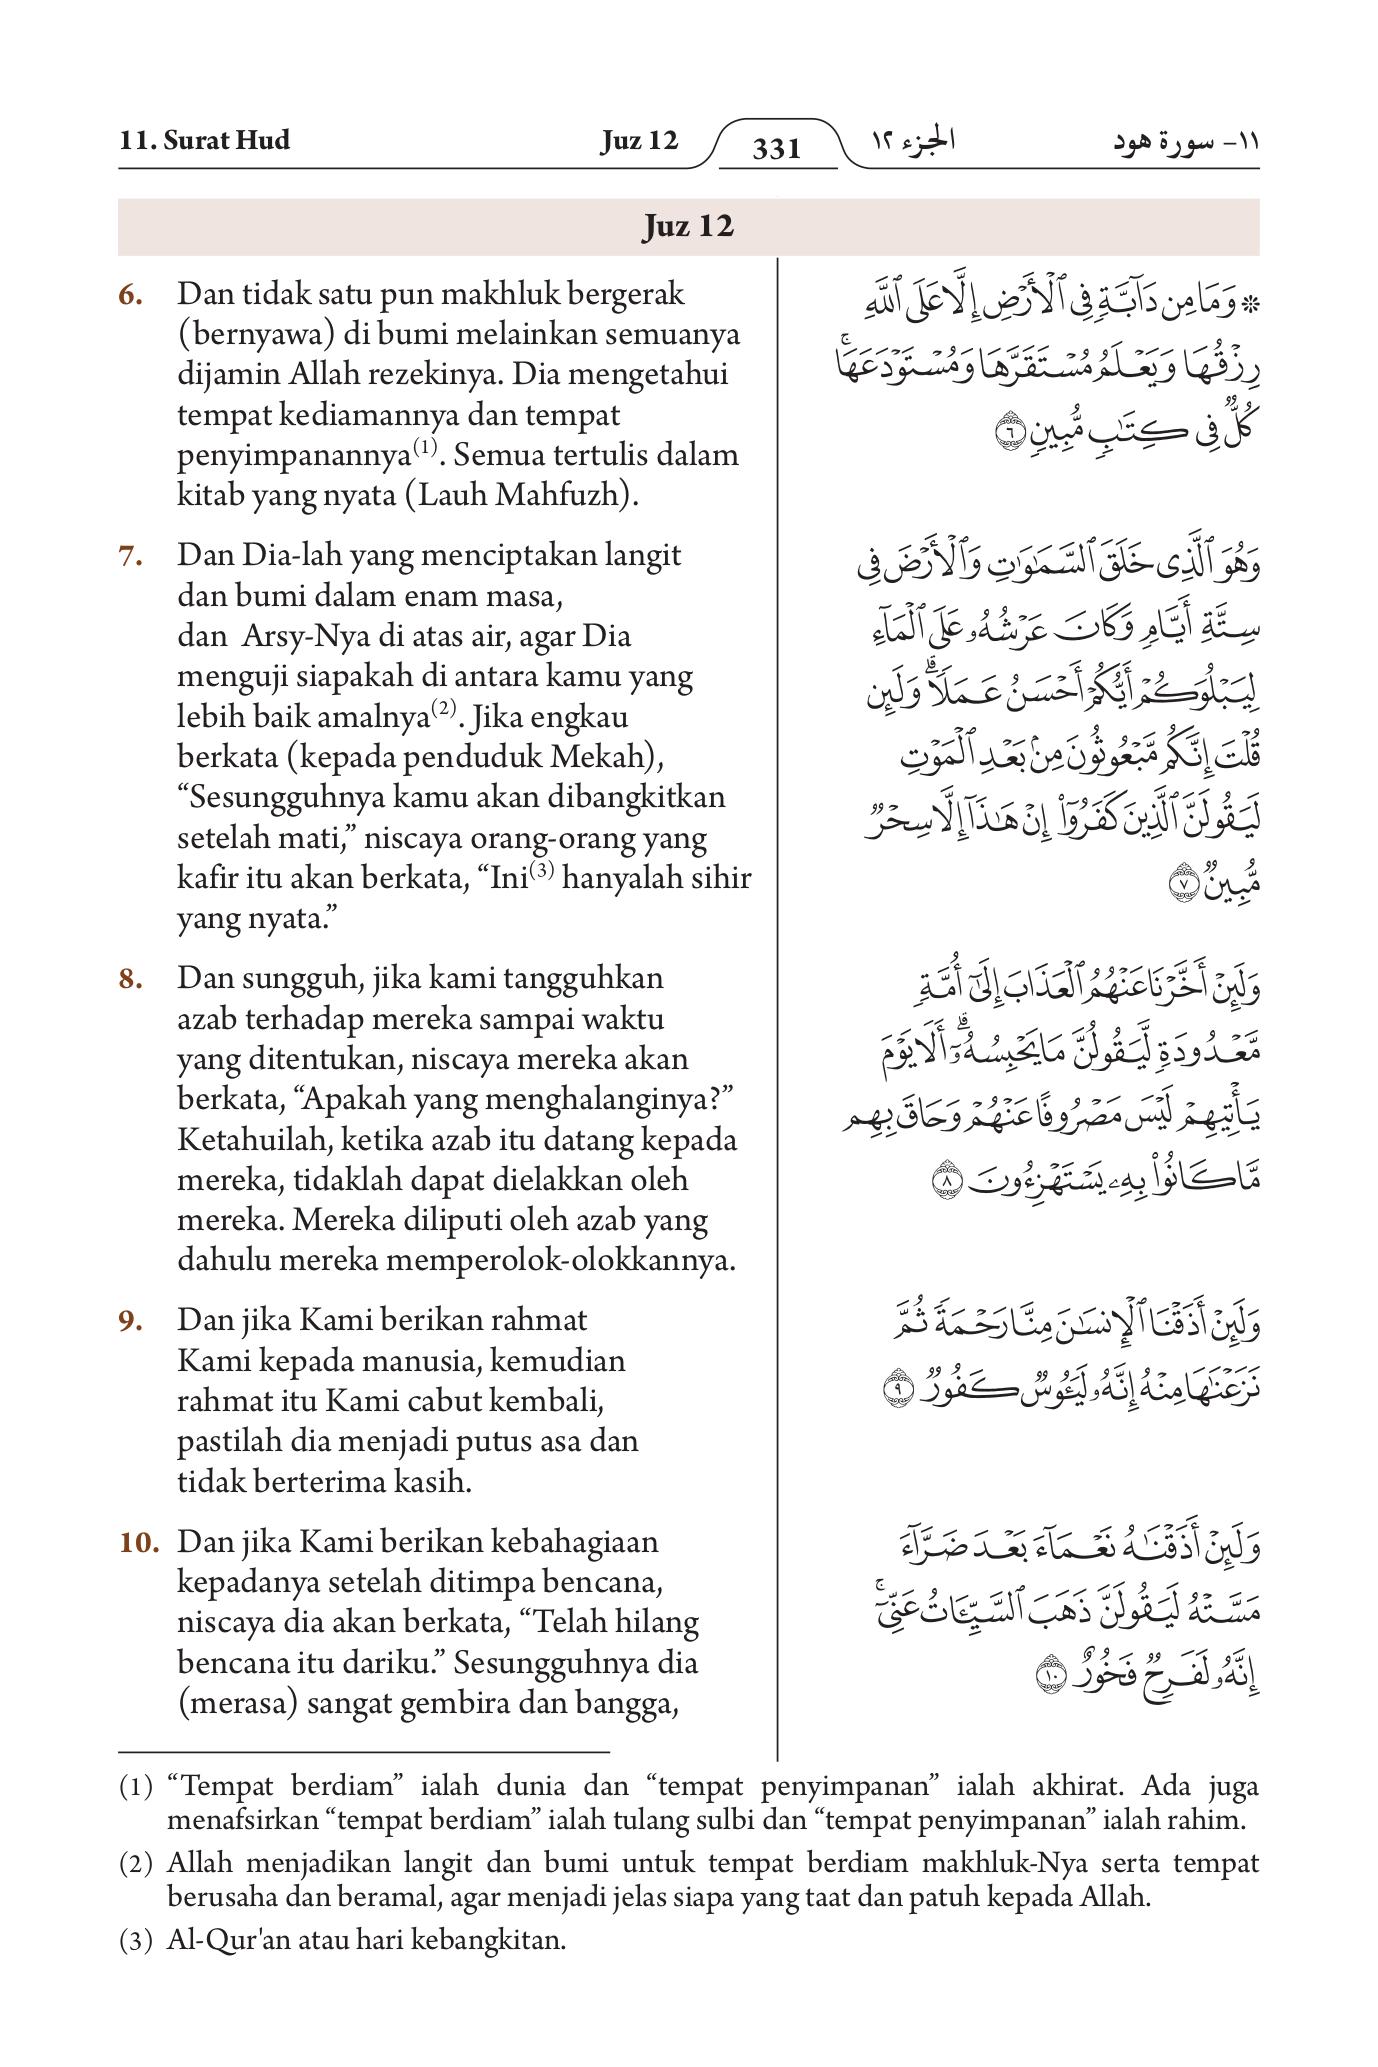 11. Surat Hud Juz 12 331 الجزء ١٢ ١١- سورة هود
Juz 12
6. Dan tidak satu pun makhluk bergerak
(bernyawa) di bumi melainkan semuanya
dijamin Allah rezekinya. Dia mengetahui
tempat kediamannya dan tempat
penyimpanannya(1). Semua tertulis dalam
kitab yang nyata (Lauh Mahfuzh).
7. Dan Dia-lah yang menciptakan langit
dan bumi dalam enam masa,
dan Arsy-Nya di atas air, agar Dia
menguji siapakah di antara kamu yang
lebih baik amalnya(2). Jika engkau
berkata (kepada penduduk Mekah),
“Sesungguhnya kamu akan dibangkitkan
setelah mati,” niscaya orang-orang yang
kafir itu akan berkata, “Ini(3) hanyalah sihir
yang nyata.”
8. Dan sungguh, jika kami tangguhkan
azab terhadap mereka sampai waktu
yang ditentukan, niscaya mereka akan
berkata, “Apakah yang menghalanginya?”
Ketahuilah, ketika azab itu datang kepada
mereka, tidaklah dapat dielakkan oleh
mereka. Mereka diliputi oleh azab yang
dahulu mereka memperolok-olokkannya.
9. Dan jika Kami berikan rahmat
Kami kepada manusia, kemudian
rahmat itu Kami cabut kembali,
pastilah dia menjadi putus asa dan
tidak berterima kasih.
10. Dan jika Kami berikan kebahagiaan
kepadanya setelah ditimpa bencana,
niscaya dia akan berkata, “Telah hilang
bencana itu dariku.” Sesungguhnya dia
(merasa) sangat gembira dan bangga,
۞ وَمَا مِن دَآبَّةٍ فِى ٱلْأَرْضِ إِلَّا عَلَى ٱللَّهِ
رِزْقُهَا وَيَعْلَمُ مُسْتَقَرَّهَا وَمُسْتَوْدَعَهَا ۚ
كُلٌّ فِى كِتَٰبٍ مُّبِينٍ ٦
وَهُوَ ٱلَّذِى خَلَقَ ٱلسَّمَٰوَٰتِ وَٱلْأَرْضَ فِى
سِتَّةِ أَيَّامٍ وَكَانَ عَرْشُهُۥ عَلَى ٱلْمَآءِ
لِيَبْلُوَكُمْ أَيُّكُمْ أَحْسَنُ عَمَلًا ۗ وَلَئِن
قُلْتَ إِنَّكُم مَّبْعُوثُونَ مِنۢ بَعْدِ ٱلْمَوْتِ
لَيَقُولَنَّ ٱلَّذِينَ كَفَرُوٓا۟ إِنْ هَٰذَآ إِلَّا سِحْرٌ
مُّبِينٌ ٧
وَلَئِنْ أَخَّرْنَا عَنْهُمُ ٱلْعَذَابَ إِلَىٰٓ أُمَّةٍ
مَّعْدُودَةٍ لَّيَقُولُنَّ مَا يَحْبِسُهُۥٓ ۗ أَلَا يَوْمَ
يَأْتِيهِمْ لَيْسَ مَصْرُوفًا عَنْهُمْ وَحَاقَ بِهِم
مَّا كَانُوا۟ بِهِۦ يَسْتَهْزِءُونَ ٨
وَلَئِنْ أَذَقْنَا ٱلْإِنسَٰنَ مِنَّا رَحْمَةً ثُمَّ
نَزَعْنَٰهَا مِنْهُ إِنَّهُۥ لَيَـُٔوسٌ كَفُورٌ ٩
وَلَئِنْ أَذَقْنَٰهُ نَعْمَآءَ بَعْدَ ضَرَّآءَ
مَسَّتْهُ لَيَقُولَنَّ ذَهَبَ ٱلسَّيِّـَٔاتُ عَنِّىٓ ۚ
إِنَّهُۥ لَفَرِحٌ فَخُورٌ ١٠
(1) “Tempat berdiam” ialah dunia dan “tempat penyimpanan” ialah akhirat. Ada juga
menafsirkan “tempat berdiam” ialah tulang sulbi dan “tempat penyimpanan” ialah rahim.
(2) Allah menjadikan langit dan bumi untuk tempat berdiam makhluk-Nya serta tempat
berusaha dan beramal, agar menjadi jelas siapa yang taat dan patuh kepada Allah.
(3) Al-Qur'an atau hari kebangkitan.